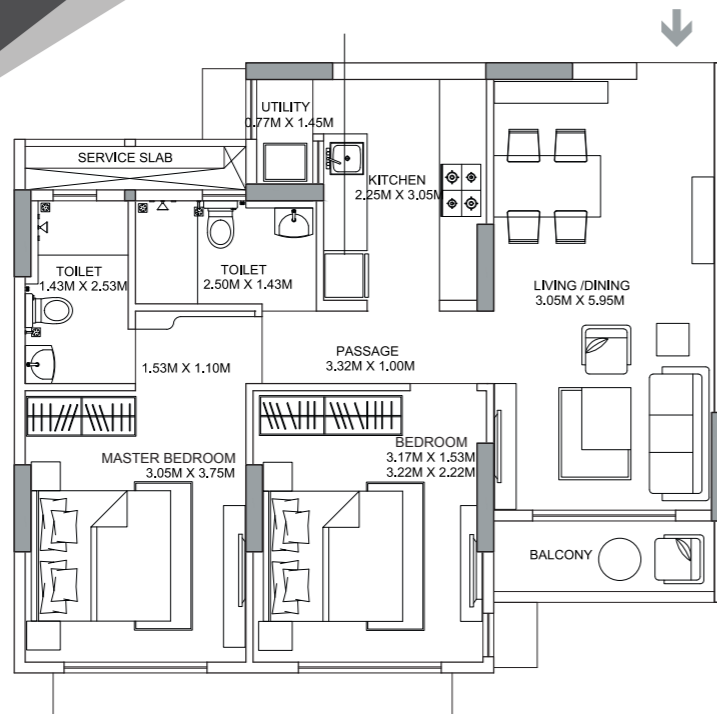 UTILITY
0.77M X 1.45M
SERVICE SLAB
KITCHEN
2.25M X 3.05M
TOILET
1.43M X 2.53M
TOILET
2.50M X 1.43M
LIVING /DINING
3.05M X 5.95M
PASSAGE
3.32M X 1.00M
1.53M X 1.10M
MASTER BEDROOM
3.05M X 3.75M
BEDROOM
3.17M X 1.53M
3.22M X 2.22M
BALCONY